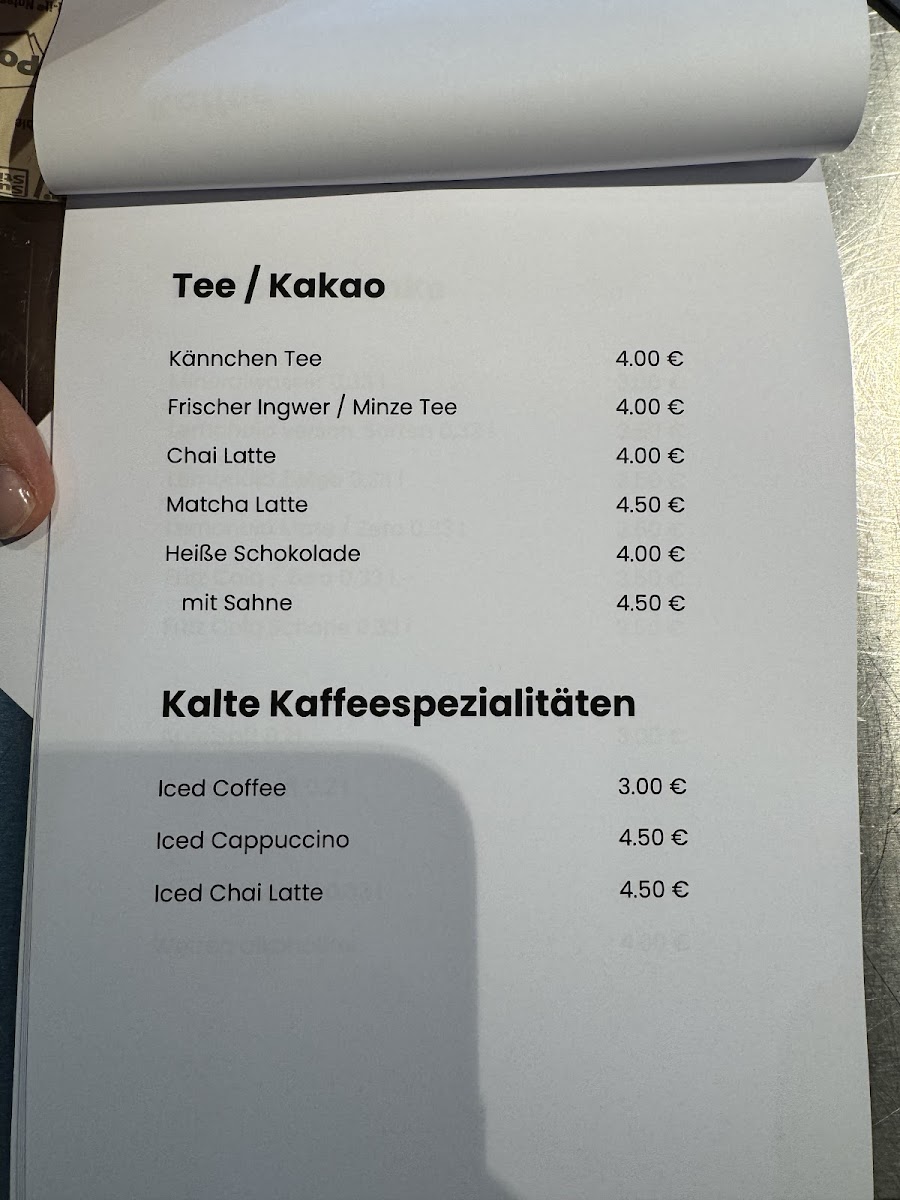 Tee / Kakao
Kännchen Tee 4.00 €
Frischer Ingwer / Minze Tee 4.00 €
Chai Latte 4.00 €
Matcha Latte 4.50 €
Heiße Schokolade 4.00 €
mit Sahne 4.50 €
Kalte Kaffeespezialitäten
Iced Coffee 3.00 €
Iced Cappuccino 4.50 €
Iced Chai Latte 4.50 €